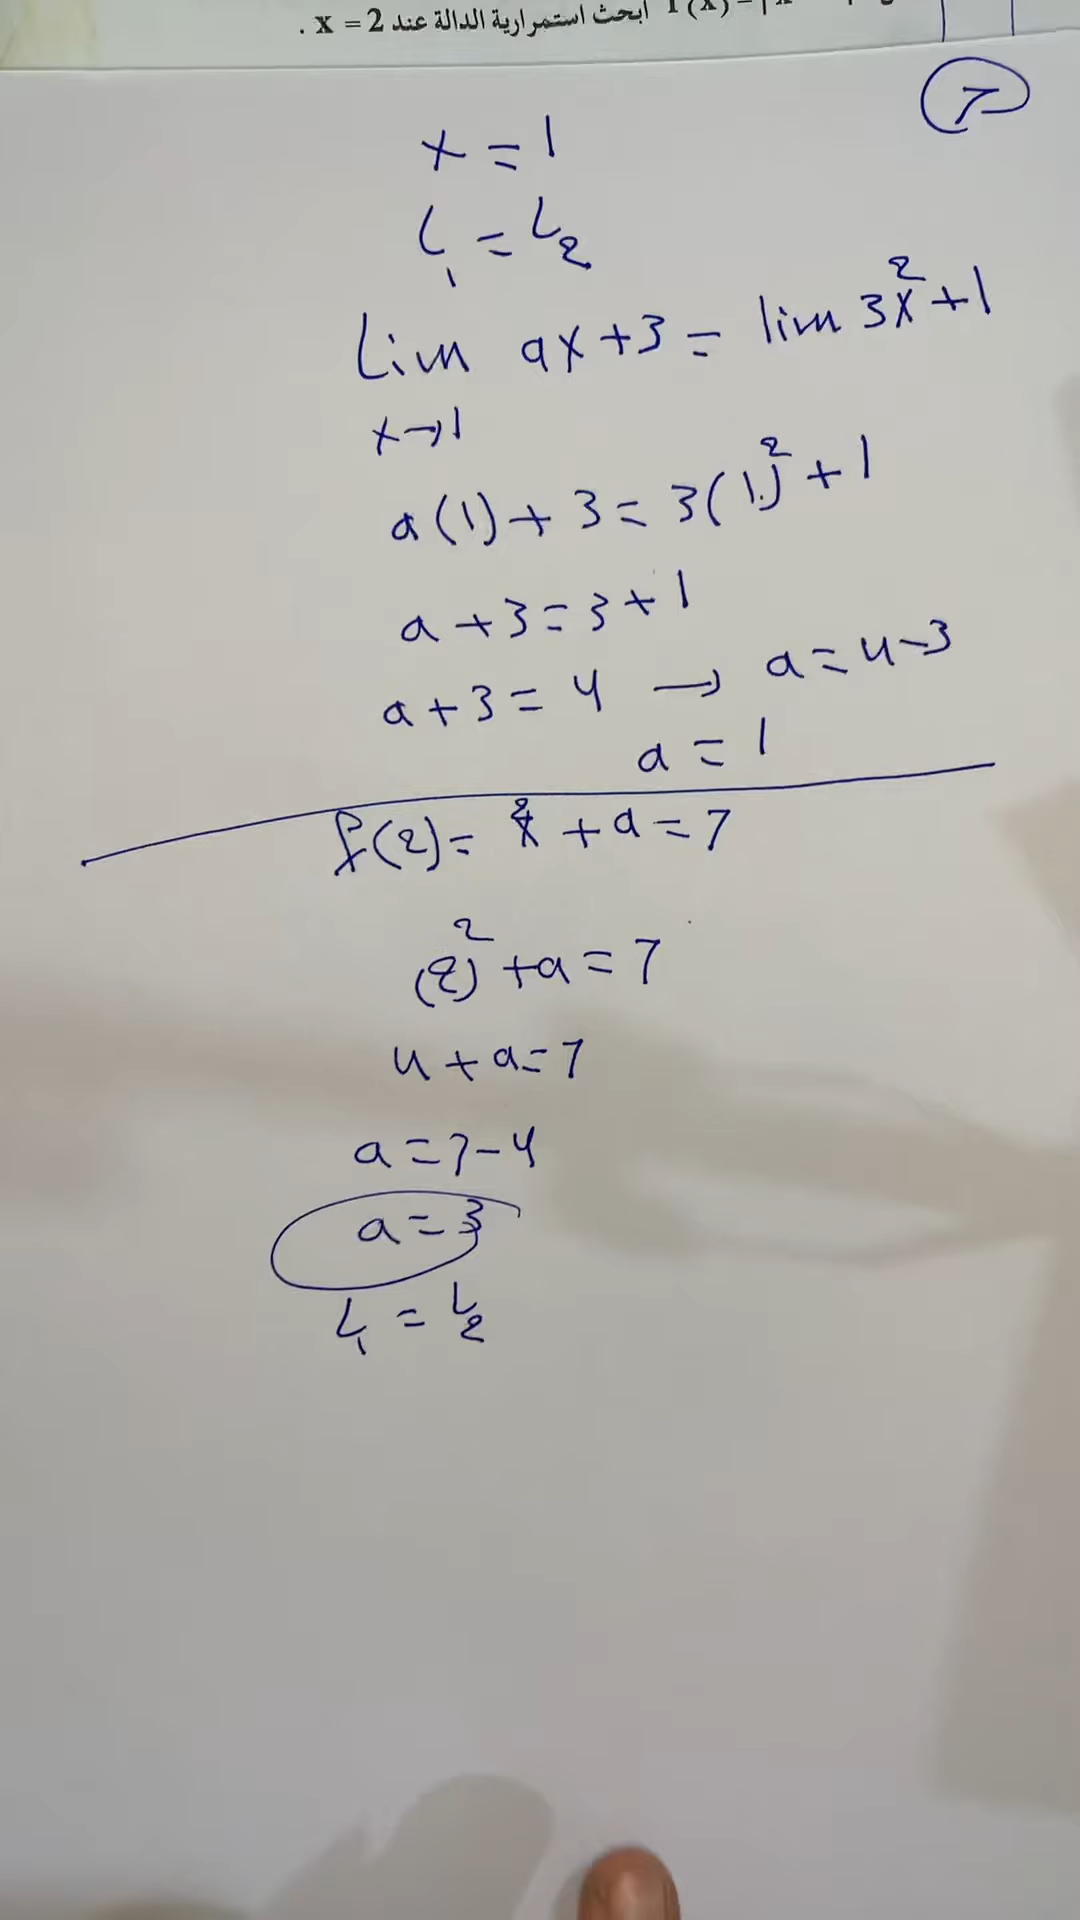 ابحث استمرارية الدالة عند x = 2 .
7
x = 1
L₁ = L₂
Lim ax + 3 = lim 3x² + 1
x→1
a(1) + 3 = 3(1)² + 1
a + 3 = 3 + 1
a + 3 = 4 → a = 4 - 3
a = 1
f(2) = x² + a = 7
(2)² + a = 7
4 + a = 7
a = 7 - 4
a = 3
L₁ = L₂